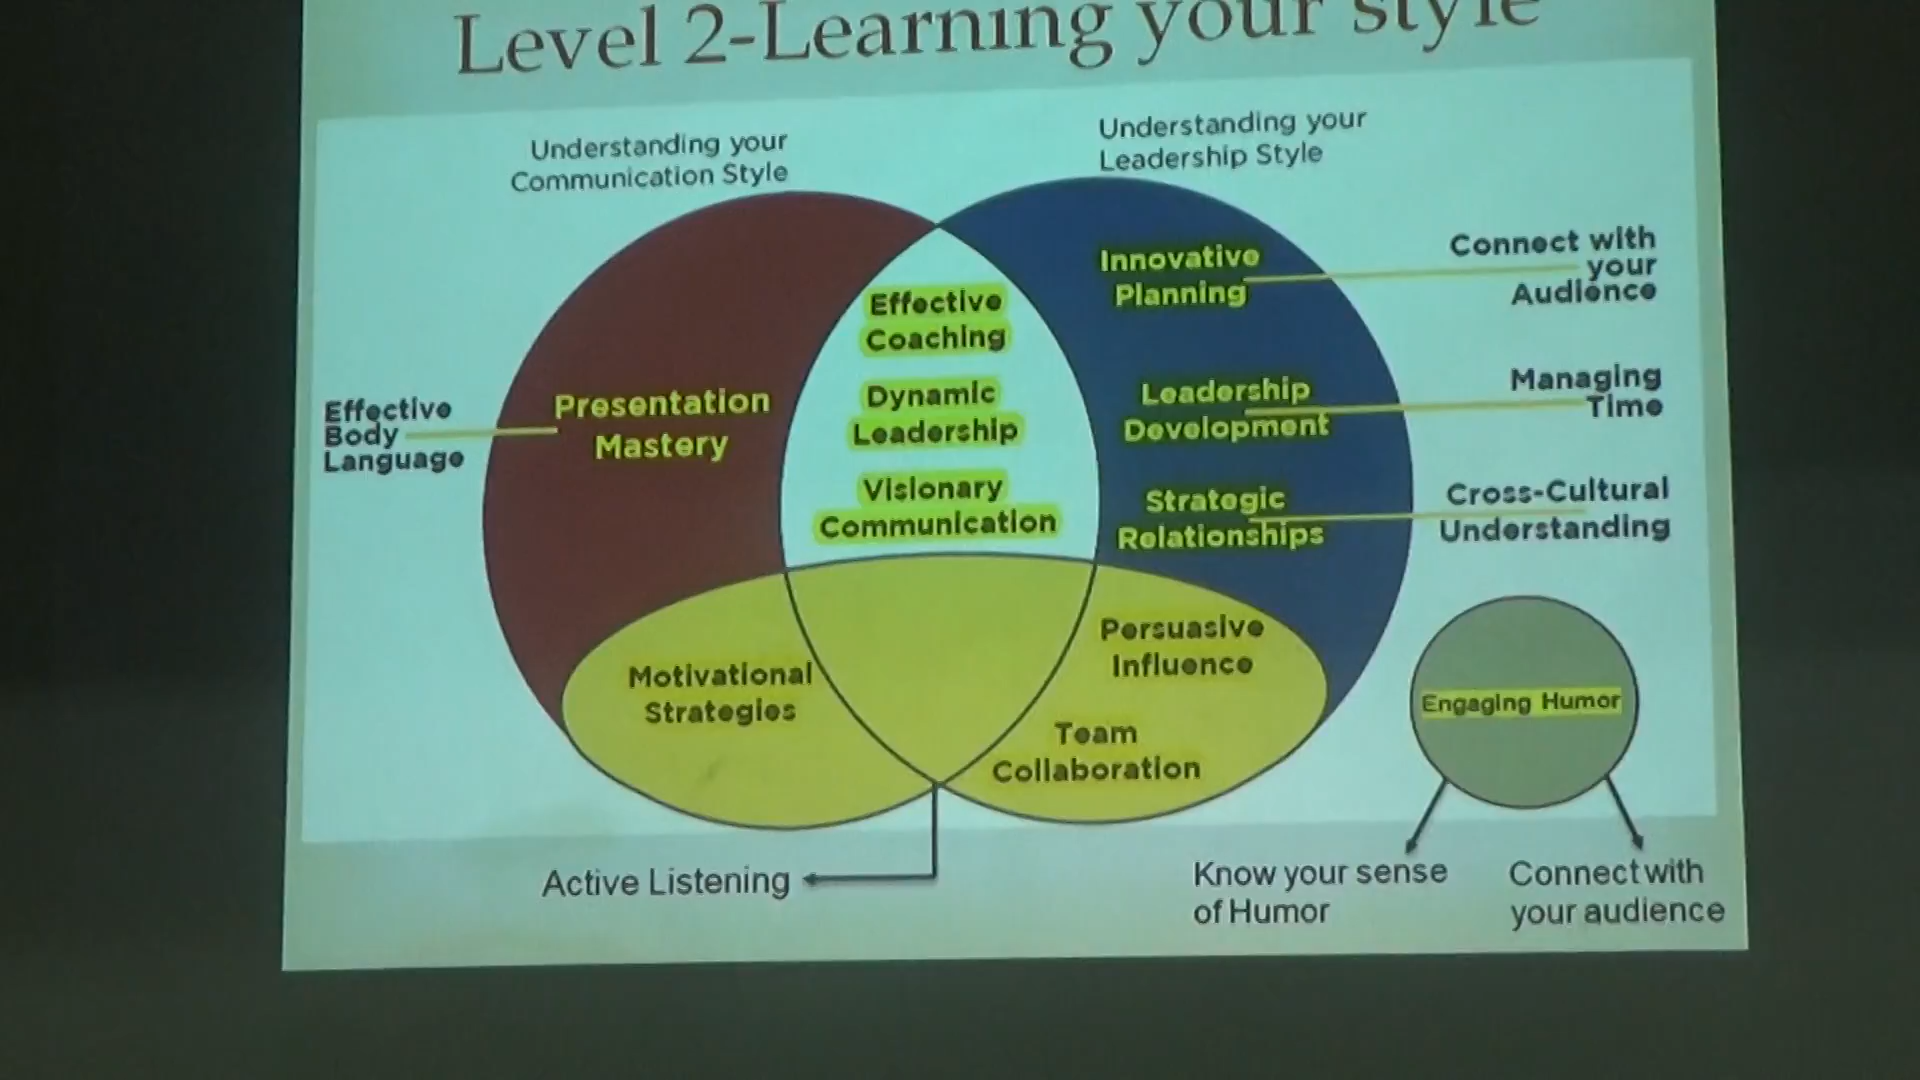 Level 2-Learning your style
Understanding your
Communication Style
Understanding your
Leadership Style
Effective
Body
Language
Presentation
Mastery
Effective
Coaching
Dynamic
Leadership
Visionary
Communication
Innovative
Planning
Leadership
Development
Strategic
Relationships
Connect with
your
Audience
Managing
Time
Cross-Cultural
Understanding
Motivational
Strategies
Persuasive
Influence
Team
Collaboration
Engaging Humor
Active Listening
Know your sense
of Humor
Connect with
your audience